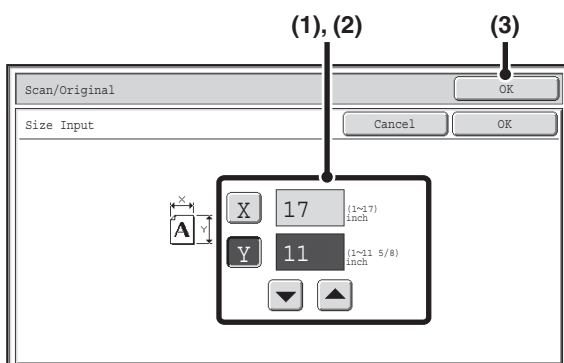 (1), (2) (3)
Scan/Original OK
Size Input Cancel OK
X
X 17 (1~17)
inch
A Y
Y 11 (1~11 5/8)
inch